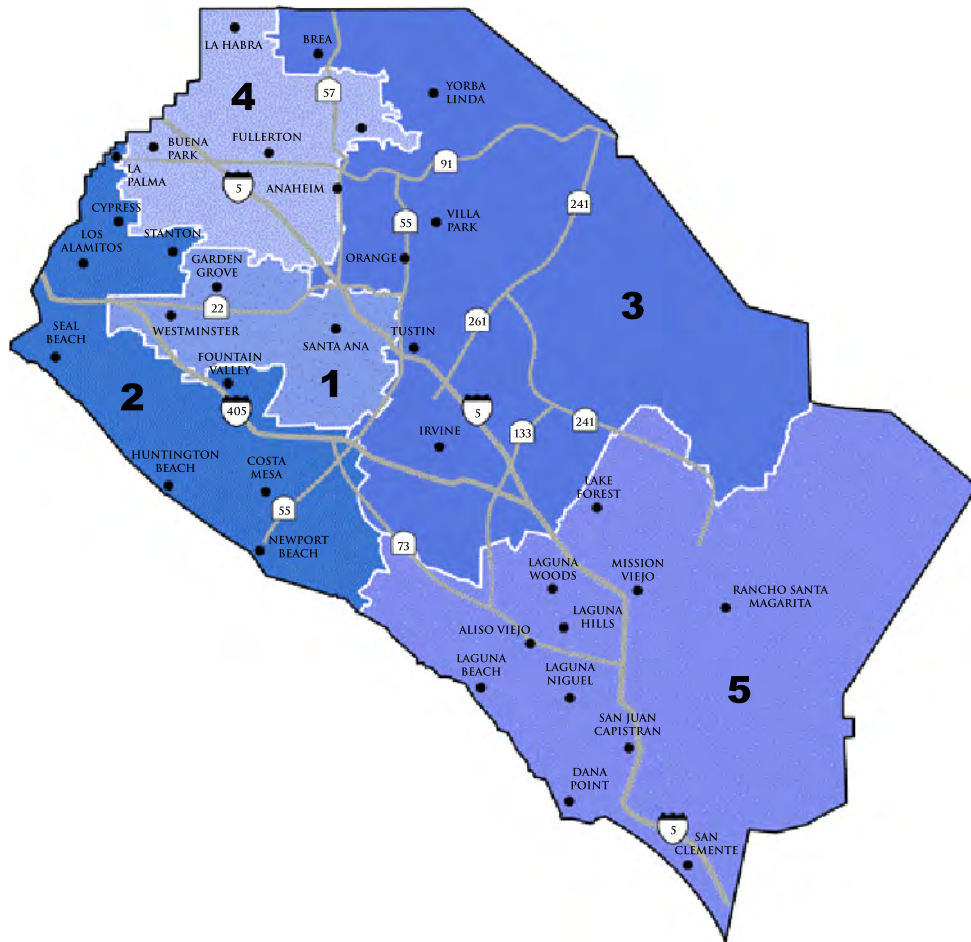 LA HABRA
BREA
4
57
YORBA
LINDA
BUENA
PARK
FULLERTON
LA
PALMA
91
5
ANAHEIM
241
CYPRESS
55
VILLA
PARK
LOS
ALAMITOS
STANTON
GARDEN
GROVE
ORANGE
22
3
WESTMINSTER
261
SEAL
BEACH
SANTA ANA
TUSTIN
FOUNTAIN
VALLEY
1
2
405
5
133
241
IRVINE
HUNTINGTON
BEACH
COSTA
MESA
LAKE
FOREST
55
NEWPORT
BEACH
73
LAGUNA
WOODS
MISSION
VIEJO
RANCHO SANTA
MAGARITA
LAGUNA
HILLS
ALISO VIEJO
LAGUNA
BEACH
LAGUNA
NIGUEL
5
SAN JUAN
CAPISTRAN
DANA
POINT
5
SAN
CLEMENTE